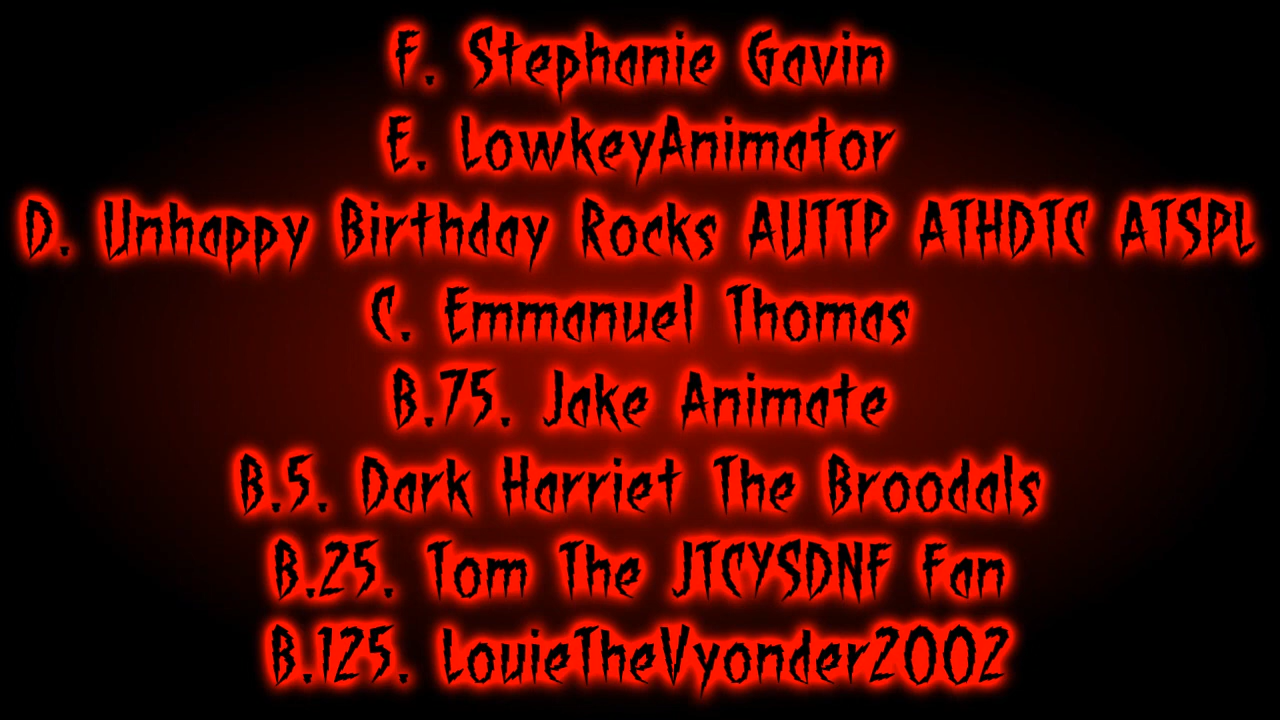 F. Stephanie Gavin
E. LowkeyAnimator
D. Unhappy Birthday Rocks AUTTP ATHDTC ATSPL
C. Emmanuel Thomas
B.75. Jake Animate
B.5. Dark Harriet The Broodals
B.25. Tom The JTCYSDNF Fan
B.125. LouieTheVyonder2002